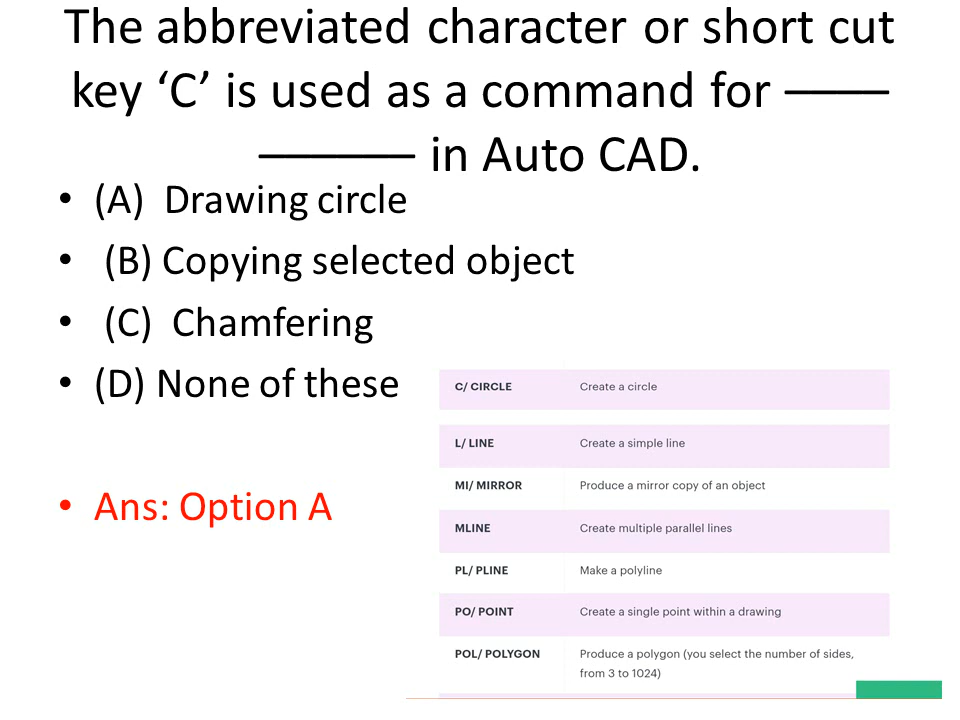 The abbreviated character or short cut
key ‘C’ is used as a command for ––––
–––––– in Auto CAD.
• (A) Drawing circle
• (B) Copying selected object
• (C) Chamfering
• (D) None of these
• Ans: Option A
C/ CIRCLE Create a circle
L/ LINE Create a simple line
MI/ MIRROR Produce a mirror copy of an object
MLINE Create multiple parallel lines
PL/ PLINE Make a polyline
PO/ POINT Create a single point within a drawing
POL/ POLYGON Produce a polygon (you select the number of sides,
from 3 to 1024)